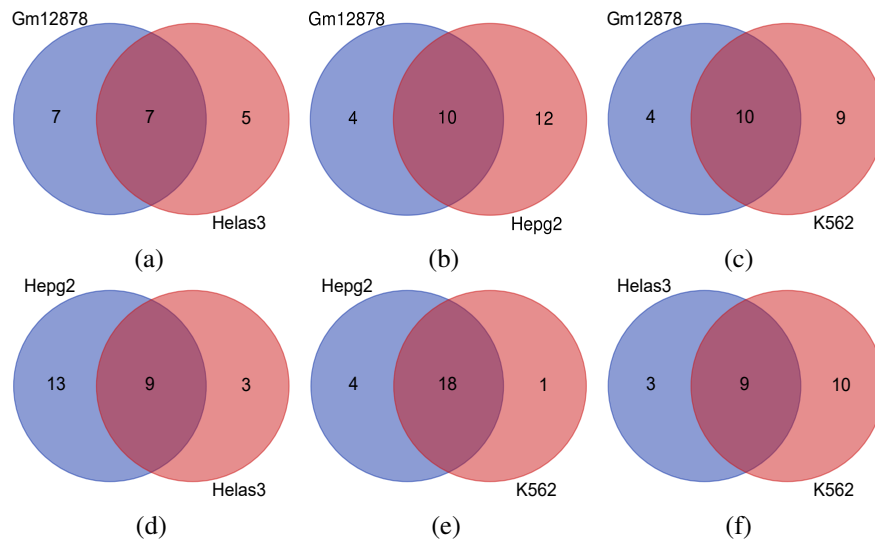 Gm12878
7 7 5
Helas3
(a)
Gm12878
4 10 12
Hepg2
(b)
Gm12878
4 10 9
K562
(c)
Hepg2
13 9 3
Helas3
(d)
Hepg2
4 18 1
K562
(e)
Helas3
3 9 10
K562
(f)